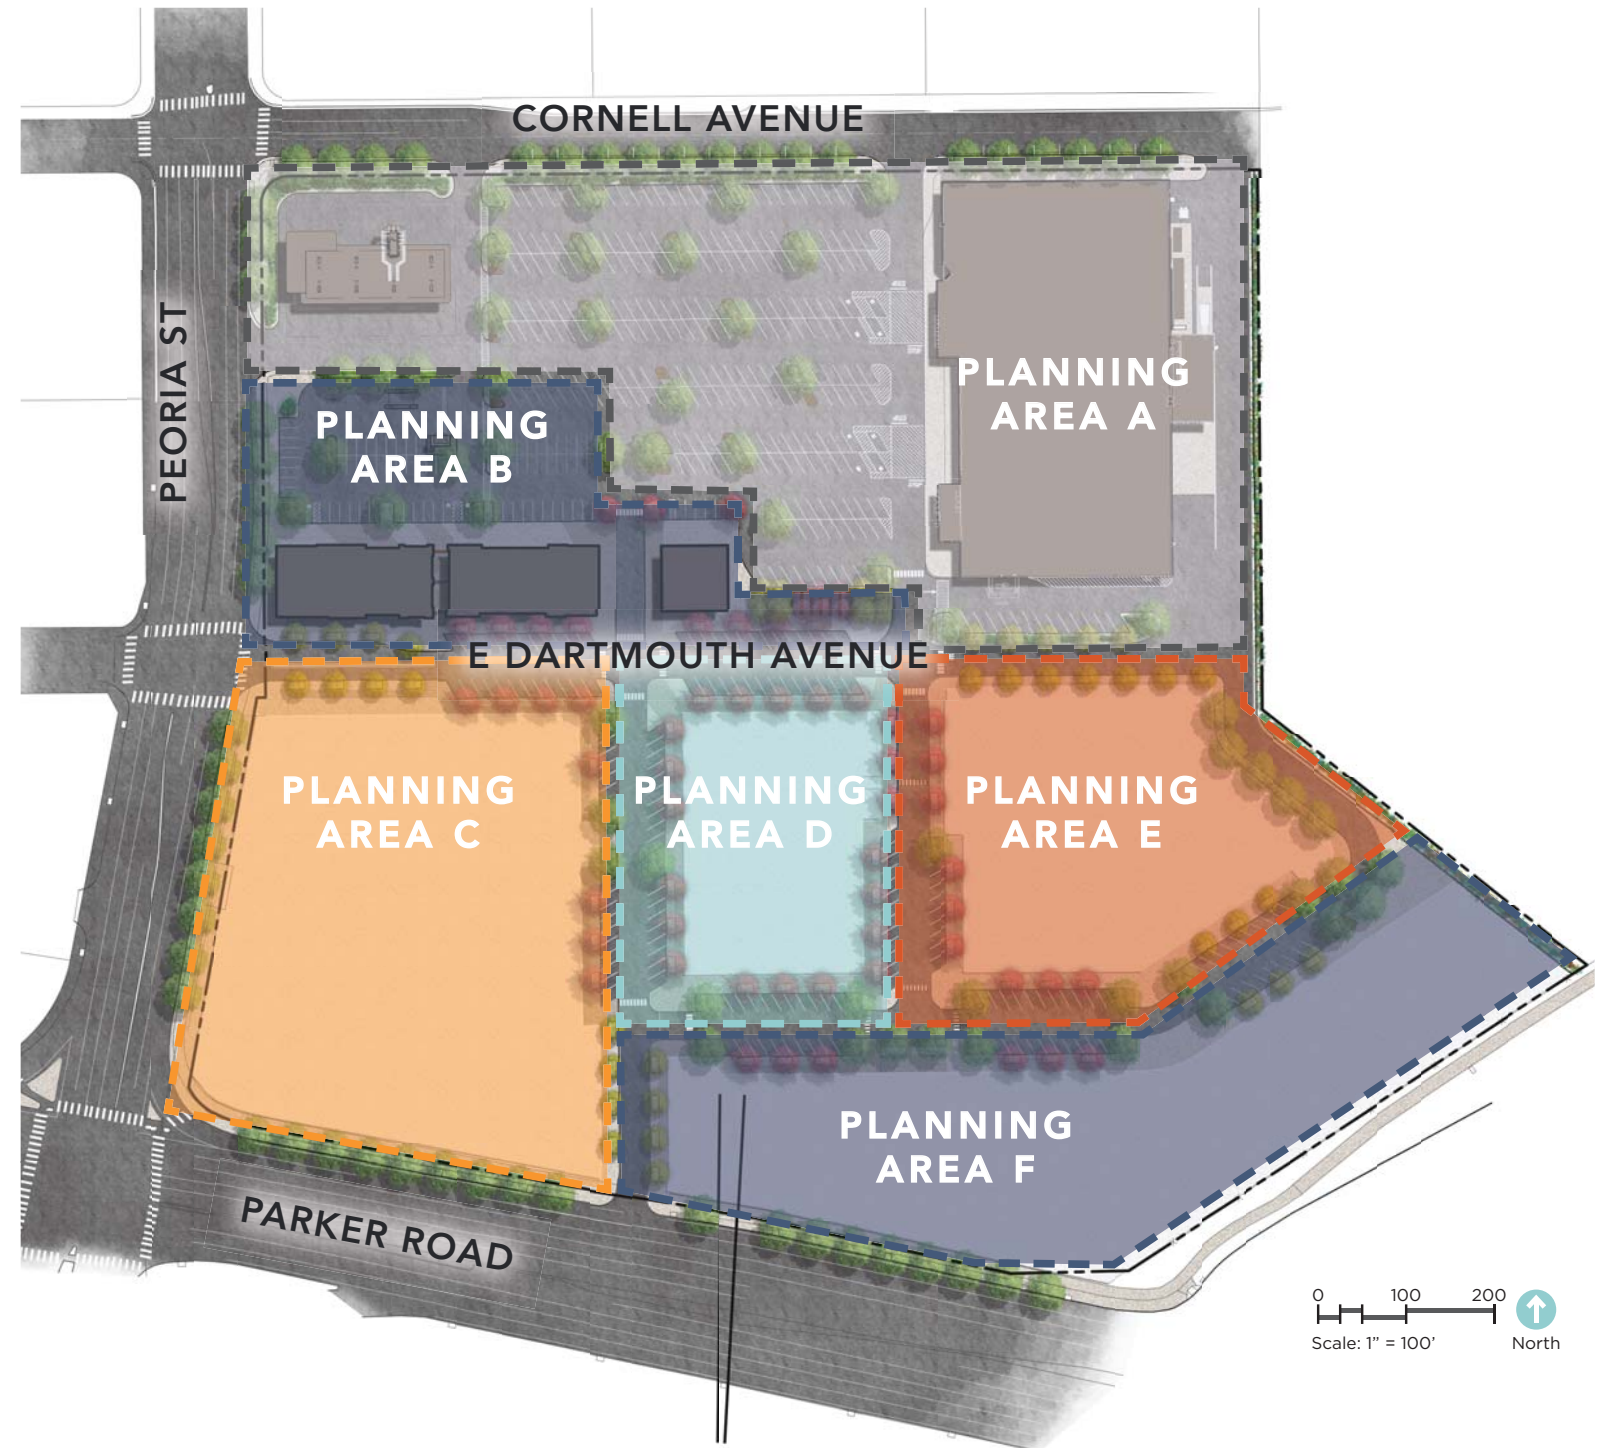 CORNELL AVENUE
PEORIA ST
PLANNING
AREA A
PLANNING
AREA B
E DARTMOUTH AVENUE
PLANNING
AREA C
PLANNING
AREA D
PLANNING
AREA E
PLANNING
AREA F
PARKER ROAD
0 100 200
Scale: 1” = 100’
North